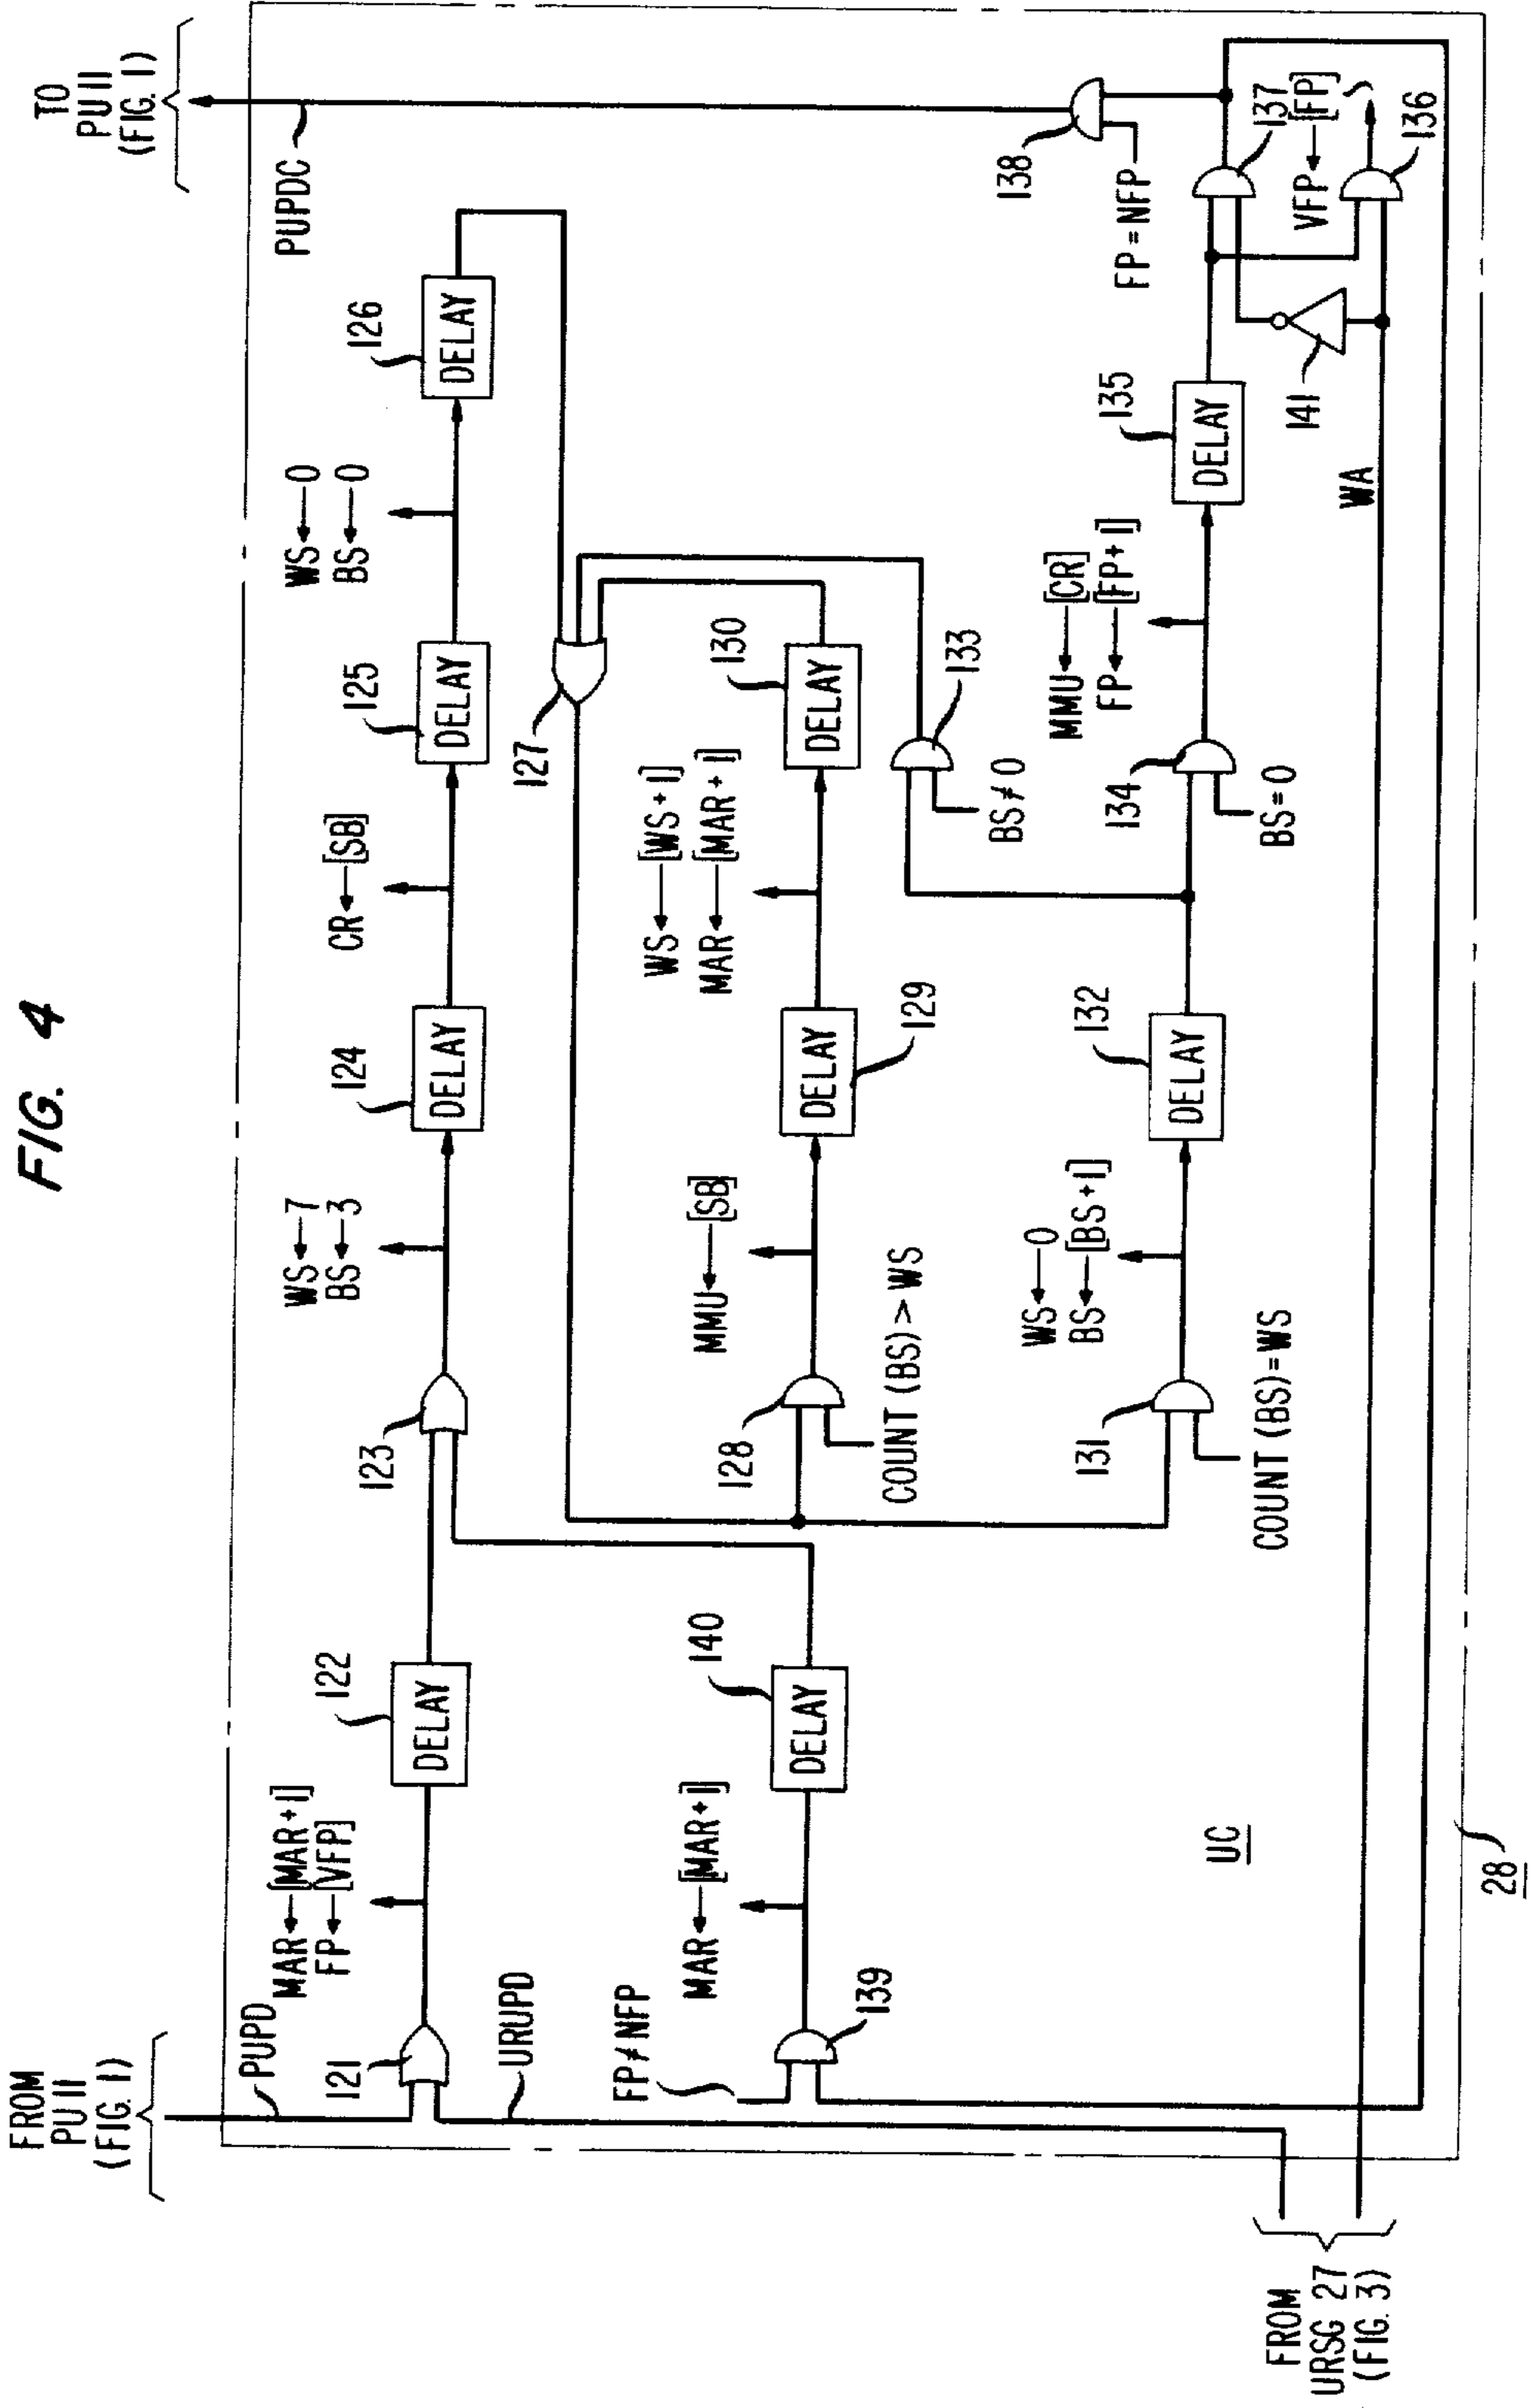 FIG. 4
FROM
PU II
(FIG. I)
TO
PU II
(FIG. I)
PUPD
PUPDC
121
MAR←[MAR+1]
FP←[VFP]
122
DELAY
123
WS←7
BS←3
124
DELAY
CR←[SB]
125
DELAY
WS←0
BS←0
126
DELAY
127
URUPD
FP≠NFP
139
MAR←[MAR+1]
140
DELAY
128
COUNT (BS)>WS
MMU←[SB]
DELAY
129
WS←[WS+1]
MAR←[MAR+1]
130
DELAY
133
BS≠0
138
FP=NFP
131
COUNT (BS)=WS
WS←0
BS←[BS+1]
132
DELAY
134
BS=0
MMU←[CR]
FP←[FP+1]
135
DELAY
141
137
VFP←[FP]
136
WA
UC
28
FROM
URSG 27
(FIG. 3)